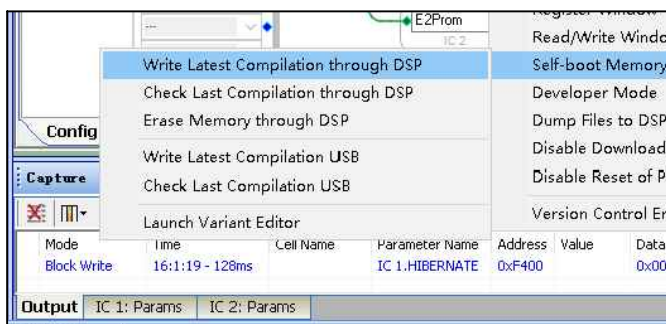 ---
E2Prom
IC 2
Read/Write Windo
Write Latest Compilation through DSP
Self-boot Memory
Check Last Compilation through DSP
Developer Mode
Erase Memory through DSP
Dump Files to DSP
Config
Write Latest Compilation USB
Disable Download
Capture
Check Last Compilation USB
Disable Reset of P
Launch Variant Editor
Version Control Er
Mode Time Cell Name Parameter Name Address Value Data
Block Write 16:1:19 - 128ms IC 1.HIBERNATE 0xF400 0x00
Output IC 1: Params IC 2: Params